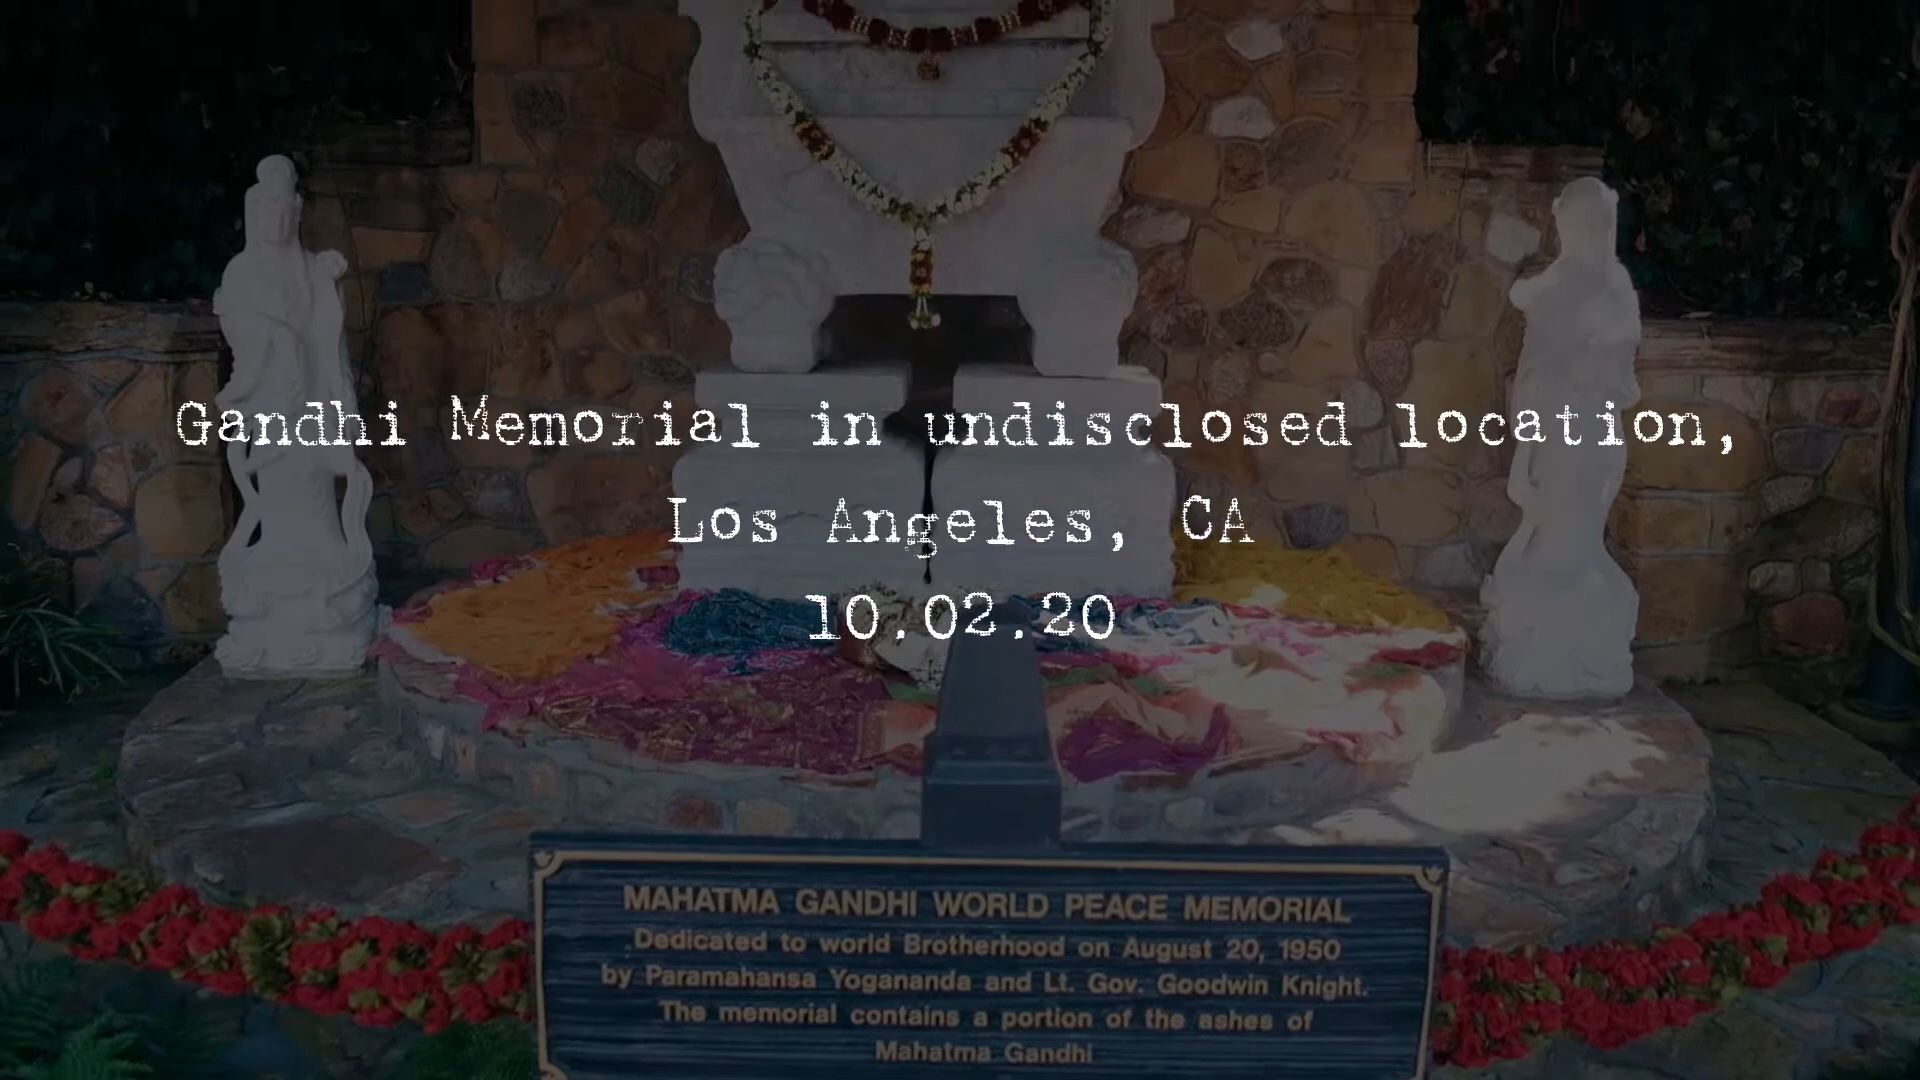 Gandhi Memorial in undisclosed location,
Los Angeles, CA
10.02.20
MAHATMA GANDHI WORLD PEACE MEMORIAL
Dedicated to world Brotherhood on August 20, 1950
by Paramahansa Yogananda and Lt. Gov. Goodwin Knight.
The memorial contains a portion of the ashes of
Mahatma Gandhi